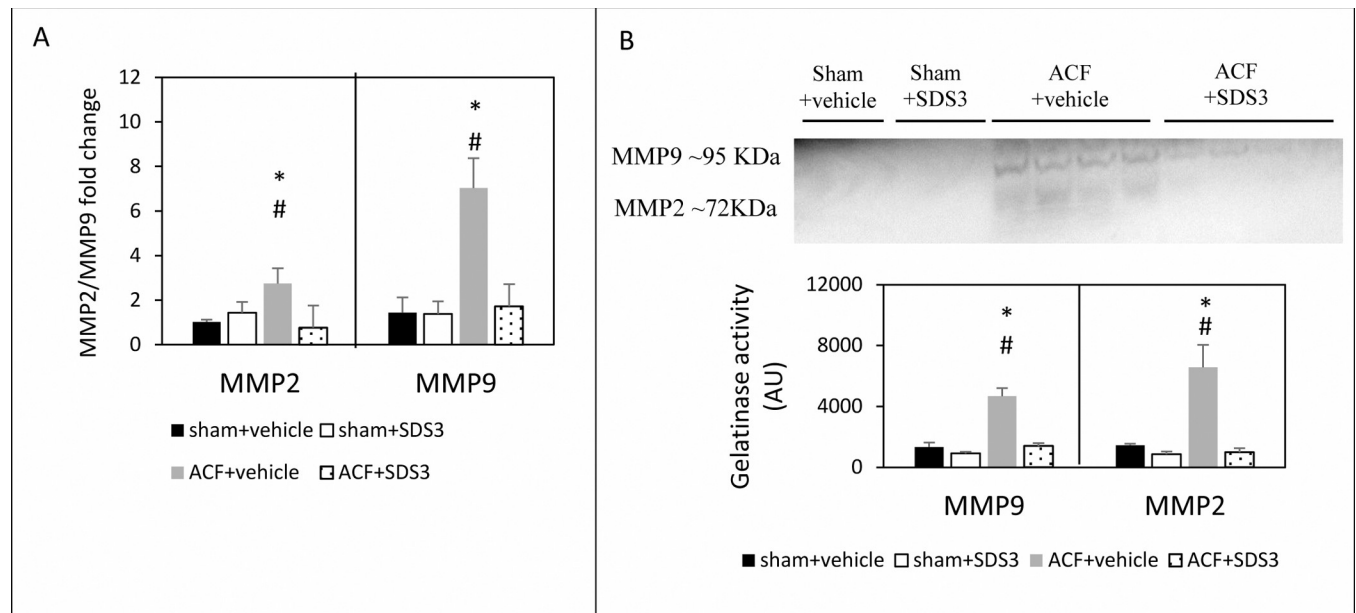 A
12
10
8
6
4
2
0
MMP2/MMP9 fold change
*
#
*
#
MMP2 MMP9
sham+vehicle sham+SDS3
ACF+vehicle ACF+SDS3
B
Sham
+vehicle
Sham
+SDS3
ACF
+vehicle
ACF
+SDS3
MMP9 ~95 KDa
MMP2 ~72KDa
12000
8000
4000
0
Gelatinase activity
(AU)
*
#
*
#
MMP9 MMP2
sham+vehicle sham+SDS3 ACF+vehicle ACF+SDS3